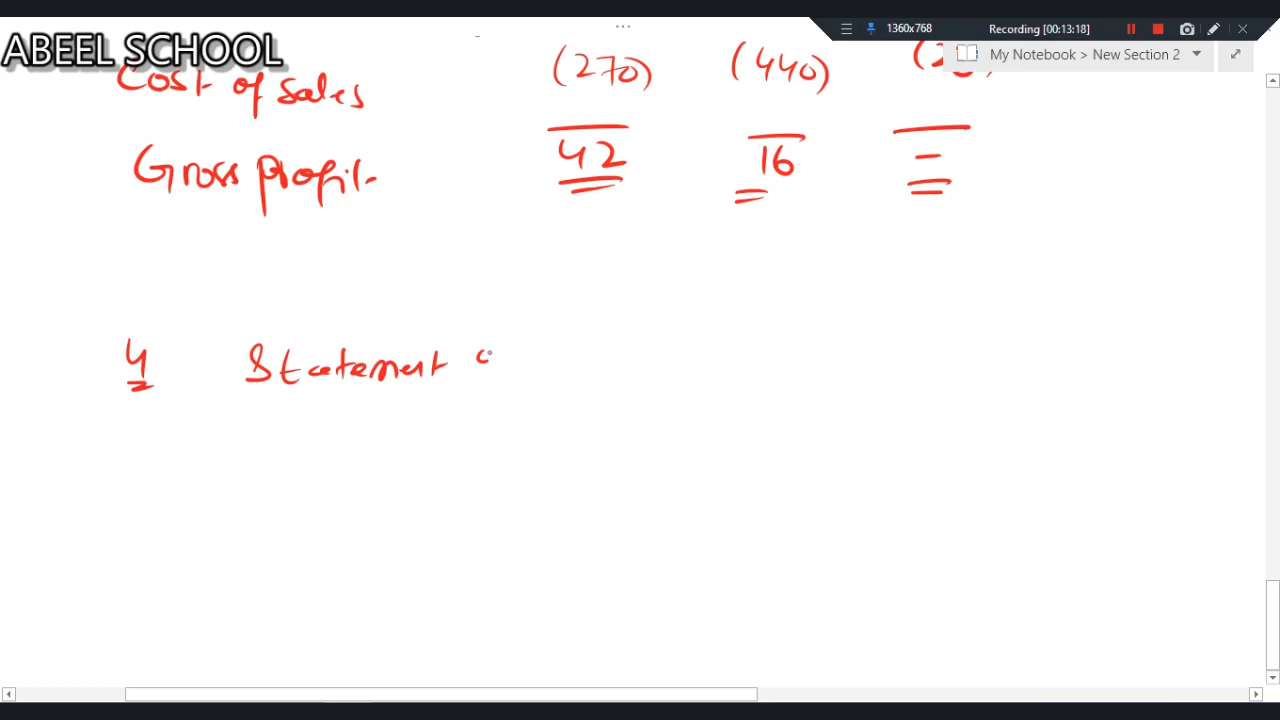 1360x768 Recording [00:13:18]
ABEEL SCHOOL
My Notebook > New Section 2
Cost of sales (270) (440)
Gross profit 42 16 –
4 Statement